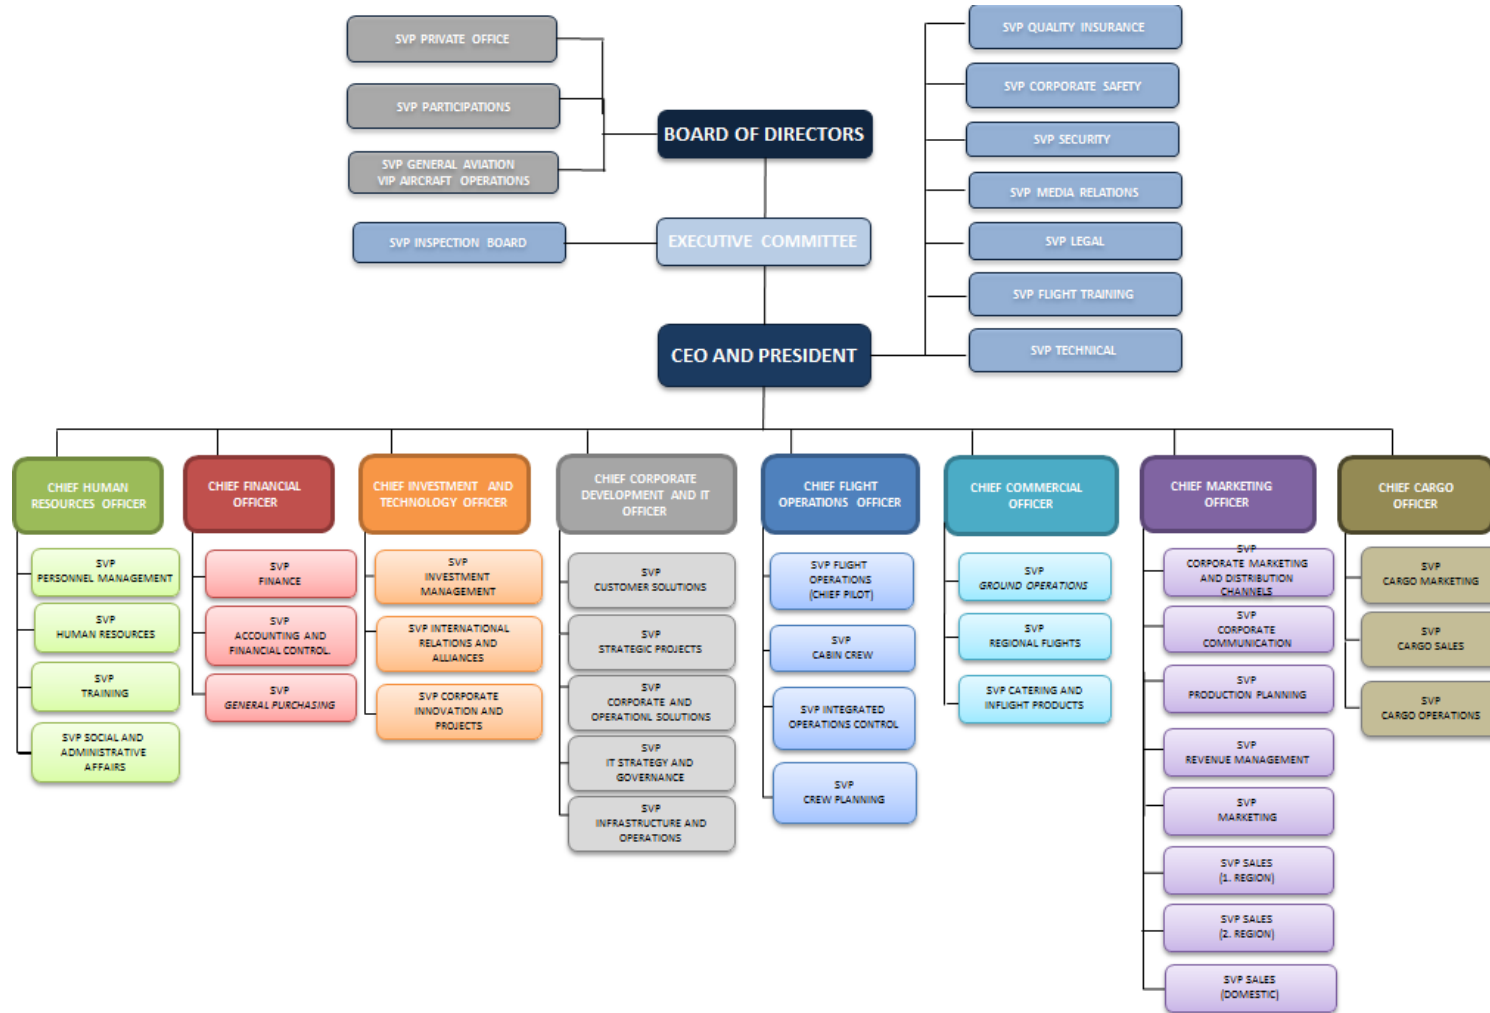 SVP PRIVATE OFFICE
SVP PARTICIPATIONS
SVP GENERAL AVIATION
VIP AIRCRAFT OPERATIONS
BOARD OF DIRECTORS
SVP INSPECTION BOARD
EXECUTIVE COMMITTEE
CEO AND PRESIDENT
SVP QUALITY INSURANCE
SVP CORPORATE SAFETY
SVP SECURITY
SVP MEDIA RELATIONS
SVP LEGAL
SVP FLIGHT TRAINING
SVP TECHNICAL
CHIEF HUMAN
RESOURCES OFFICER
SVP
PERSONNEL MANAGEMENT
SVP
HUMAN RESOURCES
SVP
TRAINING
SVP SOCIAL AND
ADMINISTRATIVE
AFFAIRS
CHIEF FINANCIAL
OFFICER
SVP
FINANCE
SVP
ACCOUNTING AND
FINANCIAL CONTROL.
SVP
GENERAL PURCHASING
CHIEF INVESTMENT AND
TECHNOLOGY OFFICER
SVP
INVESTMENT
MANAGEMENT
SVP INTERNATIONAL
RELATIONS AND
ALLIANCES
SVP CORPORATE
INNOVATION AND
PROJECTS
CHIEF CORPORATE
DEVELOPMENT AND IT
OFFICER
SVP
CUSTOMER SOLUTIONS
SVP
STRATEGIC PROJECTS
SVP
CORPORATE AND
OPERATIONL SOLUTIONS
SVP
IT STRATEGY AND
GOVERNANCE
SVP
INFRASTRUCTURE AND
OPERATIONS
CHIEF FLIGHT
OPERATIONS OFFICER
SVP FLIGHT
OPERATIONS
(CHIEF PILOT)
SVP
CABIN CREW
SVP INTEGRATED
OPERATIONS CONTROL
SVP
CREW PLANNING
CHIEF COMMERCIAL
OFFICER
SVP
GROUND OPERATIONS
SVP
REGIONAL FLIGHTS
SVP CATERING AND
INFLIGHT PRODUCTS
CHIEF MARKETING
OFFICER
SVP
CORPORATE MARKETING
AND DISTRIBUTION
CHANNELS
SVP
CORPORATE
COMMUNICATION
SVP
PRODUCTION PLANNING
SVP
REVENUE MANAGEMENT
SVP
MARKETING
SVP SALES
(1. REGION)
SVP SALES
(2. REGION)
SVP SALES
(DOMESTIC)
CHIEF CARGO
OFFICER
SVP
CARGO MARKETING
SVP
CARGO SALES
SVP
CARGO OPERATIONS